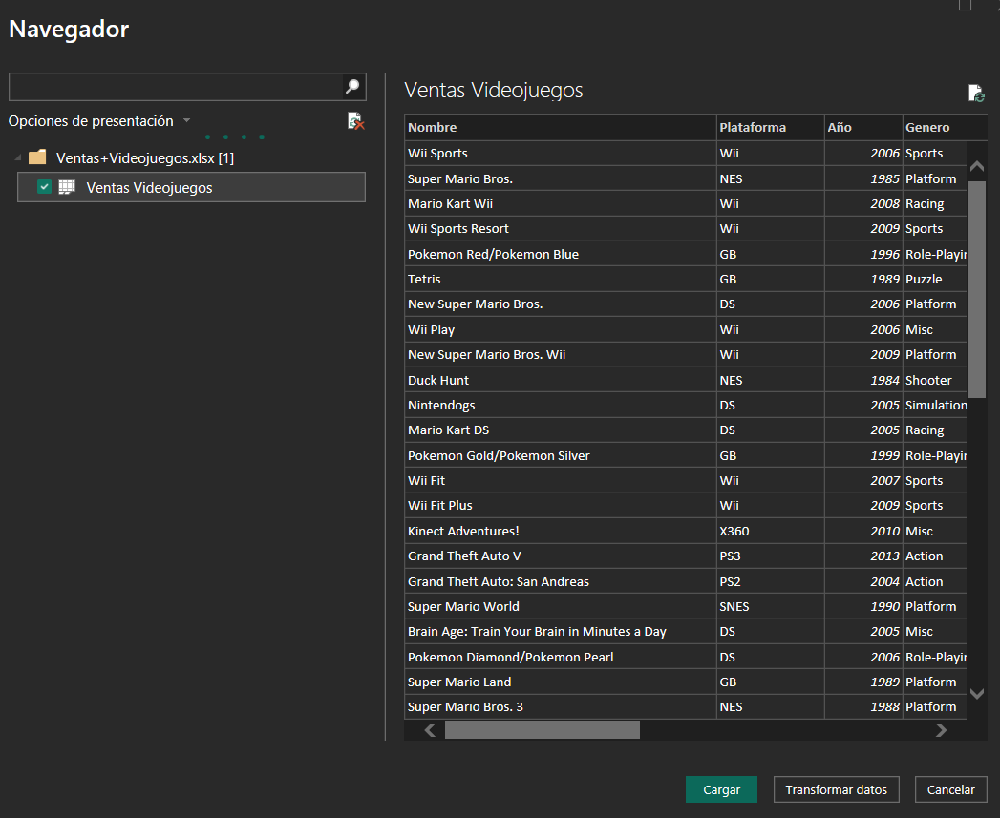 Navegador
Opciones de presentación
Ventas+Videojuegos.xlsx [1]
Ventas Videojuegos
Ventas Videojuegos
Nombre Plataforma Año Genero
Wii Sports Wii 2006 Sports
Super Mario Bros. NES 1985 Platform
Mario Kart Wii Wii 2008 Racing
Wii Sports Resort Wii 2009 Sports
Pokemon Red/Pokemon Blue GB 1996 Role-Playin
Tetris GB 1989 Puzzle
New Super Mario Bros. DS 2006 Platform
Wii Play Wii 2006 Misc
New Super Mario Bros. Wii Wii 2009 Platform
Duck Hunt NES 1984 Shooter
Nintendogs DS 2005 Simulation
Mario Kart DS DS 2005 Racing
Pokemon Gold/Pokemon Silver GB 1999 Role-Playin
Wii Fit Wii 2007 Sports
Wii Fit Plus Wii 2009 Sports
Kinect Adventures! X360 2010 Misc
Grand Theft Auto V PS3 2013 Action
Grand Theft Auto: San Andreas PS2 2004 Action
Super Mario World SNES 1990 Platform
Brain Age: Train Your Brain in Minutes a Day DS 2005 Misc
Pokemon Diamond/Pokemon Pearl DS 2006 Role-Playin
Super Mario Land GB 1989 Platform
Super Mario Bros. 3 NES 1988 Platform
Cargar Transformar datos Cancelar